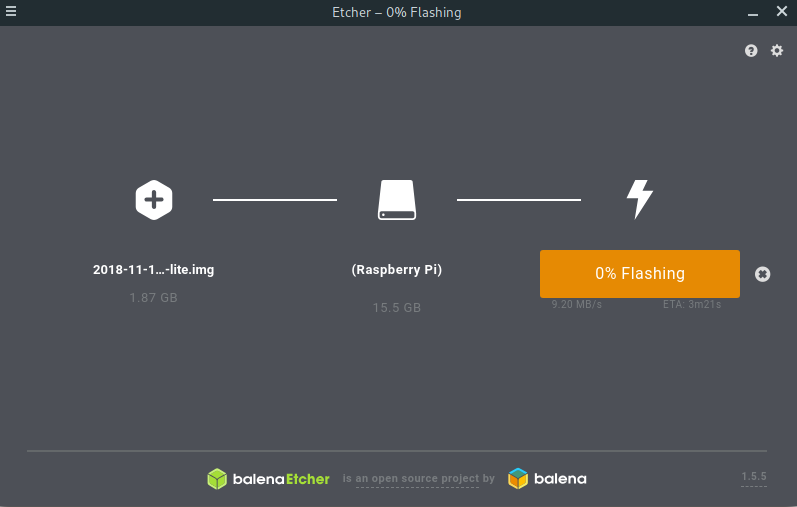 Etcher – 0% Flashing
2018-11-1...-lite.img
1.87 GB
(Raspberry Pi)
15.5 GB
0% Flashing
9.20 MB/s ETA: 3m21s
balenaEtcher is an open source project by balena
1.5.5